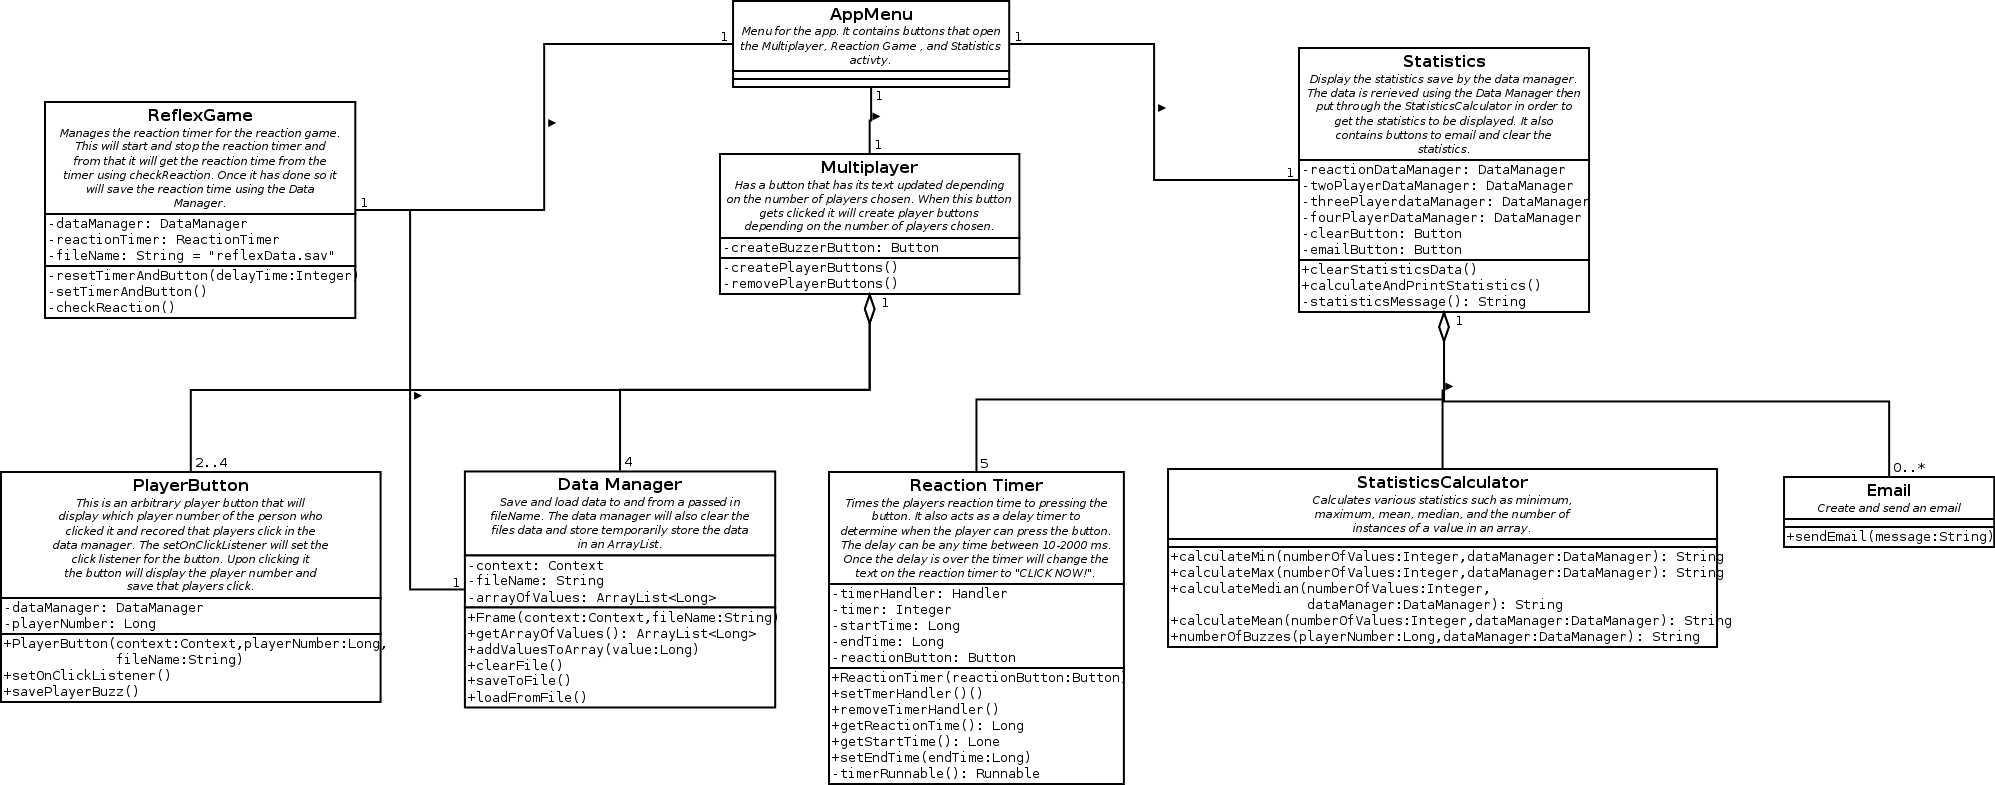 AppMenu
Menu for the app. It contains buttons that open
the Multiplayer, Reaction Game , and Statistics
activty.
1
1
1
1
ReflexGame
Manages the reaction timer for the reaction game.
This will start and stop the reaction timer and
from that it will get the reaction time from the
timer using checkReaction. Once it has done so it
will save the reaction time using the Data
Manager.
-dataManager: DataManager
-reactionTimer: ReactionTimer
-fileName: String = "reflexData.sav"
-resetTimerAndButton(delayTime:Integer)
-setTimerAndButton()
-checkReaction()
1
Multiplayer
Has a button that has its text updated depending
on the number of players chosen. When this button
gets clicked it will create player buttons
depending on the number of players chosen.
-createBuzzerButton: Button
-createPlayerButtons()
-removePlayerButtons()
1
1
Statistics
Display the statistics save by the data manager.
The data is rerieved using the Data Manager then
put through the StatisticsCalculator in order to
get the statistics to be displayed. It also
contains buttons to email and clear the
statistics.
-reactionDataManager: DataManager
-twoPlayerDataManager: DataManager
-threePlayerdataManager: DataManager
-fourPlayerDataManager: DataManager
-clearButton: Button
-emailButton: Button
+clearStatisticsData()
+calculateAndPrintStatistics()
-statisticsMessage(): String
1
2..4
PlayerButton
This is an arbitrary player button that will
display which player number of the person who
clicked it and recored that players click in the
data manager. The setOnClickListener will set the
click listener for the button. Upon clicking it
the button will display the player number and
save that players click.
-dataManager: DataManager
-playerNumber: Long
+PlayerButton(context:Context,playerNumber:Long,
fileName:String)
+setOnClickListener()
+savePlayerBuzz()
4
1
Data Manager
Save and load data to and from a passed in
fileName. The data manager will also clear the
files data and store temporarily store the data
in an ArrayList.
-context: Context
-fileName: String
-arrayOfValues: ArrayList<Long>
+Frame(context:Context,fileName:String)
+getArrayOfValues(): ArrayList<Long>
+addValuesToArray(value:Long)
+clearFile()
+saveToFile()
+loadFromFile()
5
Reaction Timer
Times the players reaction time to pressing the
button. It also acts as a delay timer to
determine when the player can press the button.
The delay can be any time between 10-2000 ms.
Once the delay is over the timer will change the
text on the reaction timer to "CLICK NOW!".
-timerHandler: Handler
-timer: Integer
-startTime: Long
-endTime: Long
-reactionButton: Button
+ReactionTimer(reactionButton:Button)
+setTmerHandler()()
+removeTimerHandler()
+getReactionTime(): Long
+getStartTime(): Lone
+setEndTime(endTime:Long)
-timerRunnable(): Runnable
StatisticsCalculator
Calculates various statistics such as minimum,
maximum, mean, median, and the number of
instances of a value in an array.
+calculateMin(numberOfValues:Integer,dataManager:DataManager): String
+calculateMax(numberOfValues:Integer,dataManager:DataManager): String
+calculateMedian(numberOfValues:Integer,
dataManager:DataManager): String
+calculateMean(numberOfValues:Integer,dataManager:DataManager): String
+numberOfBuzzes(playerNumber:Long,dataManager:DataManager): String
0..*
Email
Create and send an email
+sendEmail(message:String)